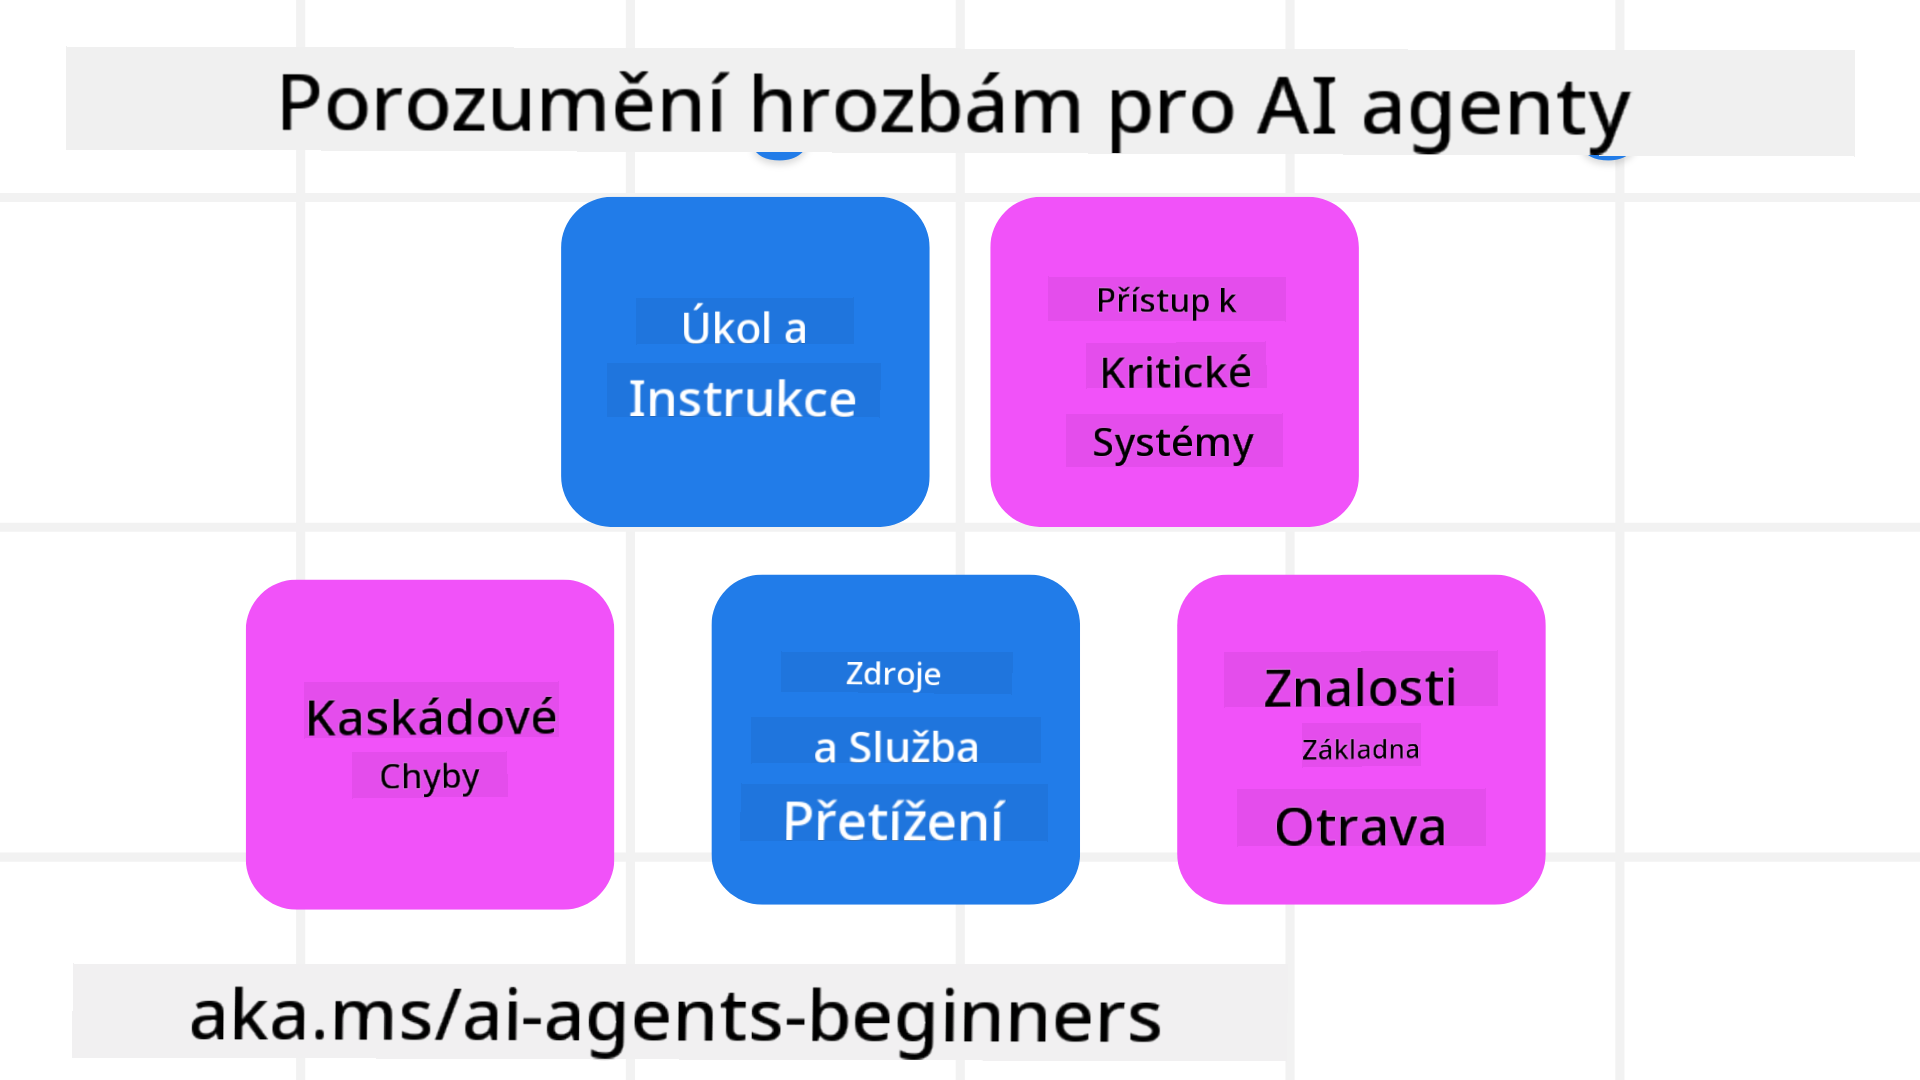 Porozumění hrozbám pro AI agenty
Úkol a
Instrukce
Přístup k
Kritické
Systémy
Kaskádové
Chyby
Zdroje
a Služba
Přetížení
Znalosti
Základna
Otrava
aka.ms/ai-agents-beginners